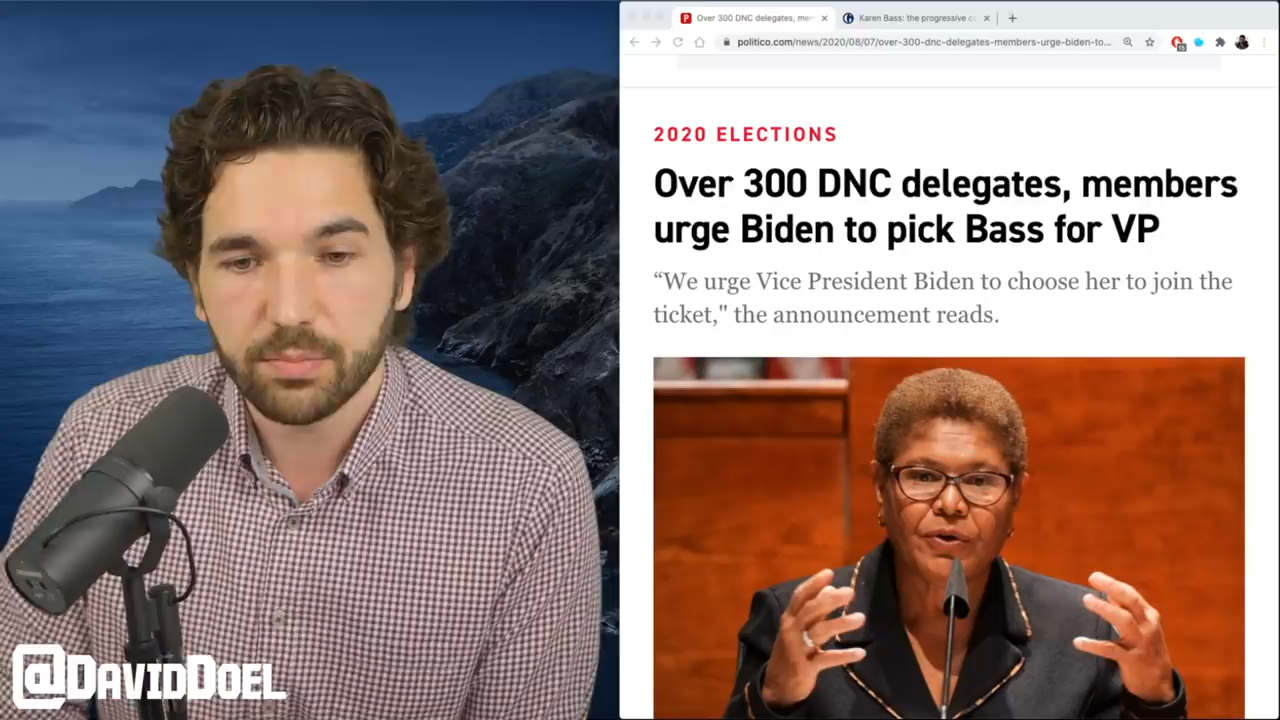 Over 300 DNC delegates, mem
Karen Bass: the progressive c
politico.com/news/2020/08/07/over-300-dnc-delegates-members-urge-biden-to...
15
2020 ELECTIONS
Over 300 DNC delegates, members
urge Biden to pick Bass for VP
“We urge Vice President Biden to choose her to join the
ticket," the announcement reads.
@DAVIDDOEL